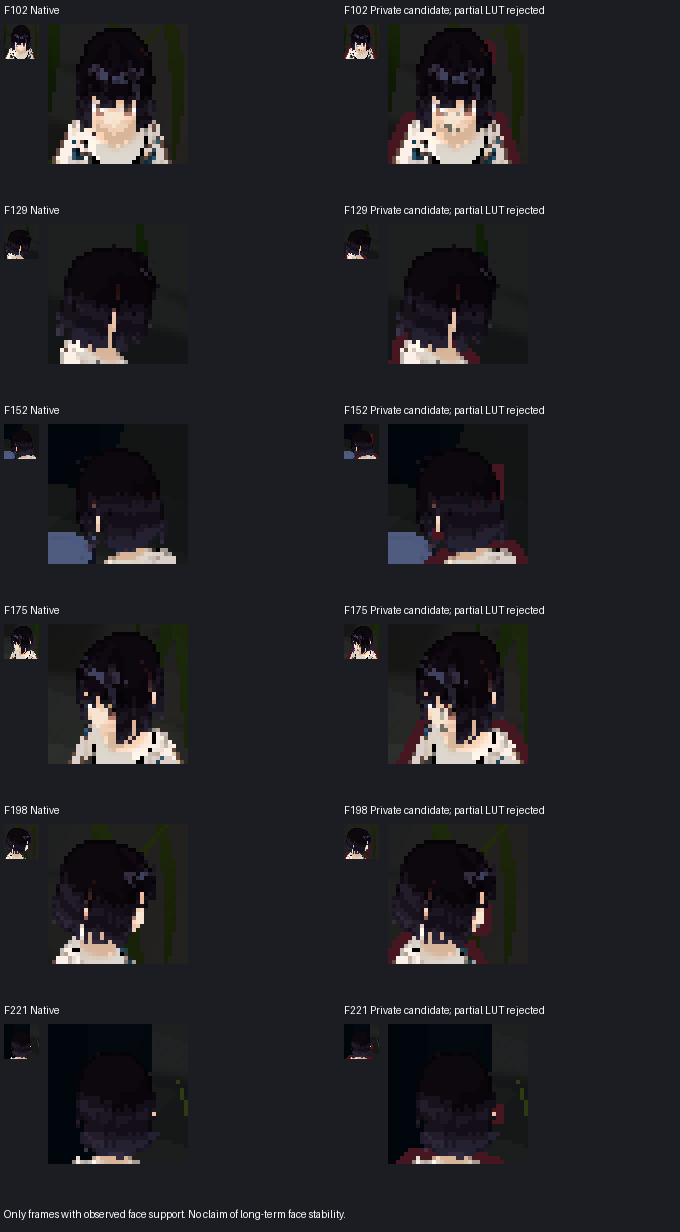 F102 Native
F102 Private candidate; partial LUT rejected
F129 Native
F129 Private candidate; partial LUT rejected
F152 Native
F152 Private candidate; partial LUT rejected
F175 Native
F175 Private candidate; partial LUT rejected
F198 Native
F198 Private candidate; partial LUT rejected
F221 Native
F221 Private candidate; partial LUT rejected
Only frames with observed face support. No claim of long-term face stability.